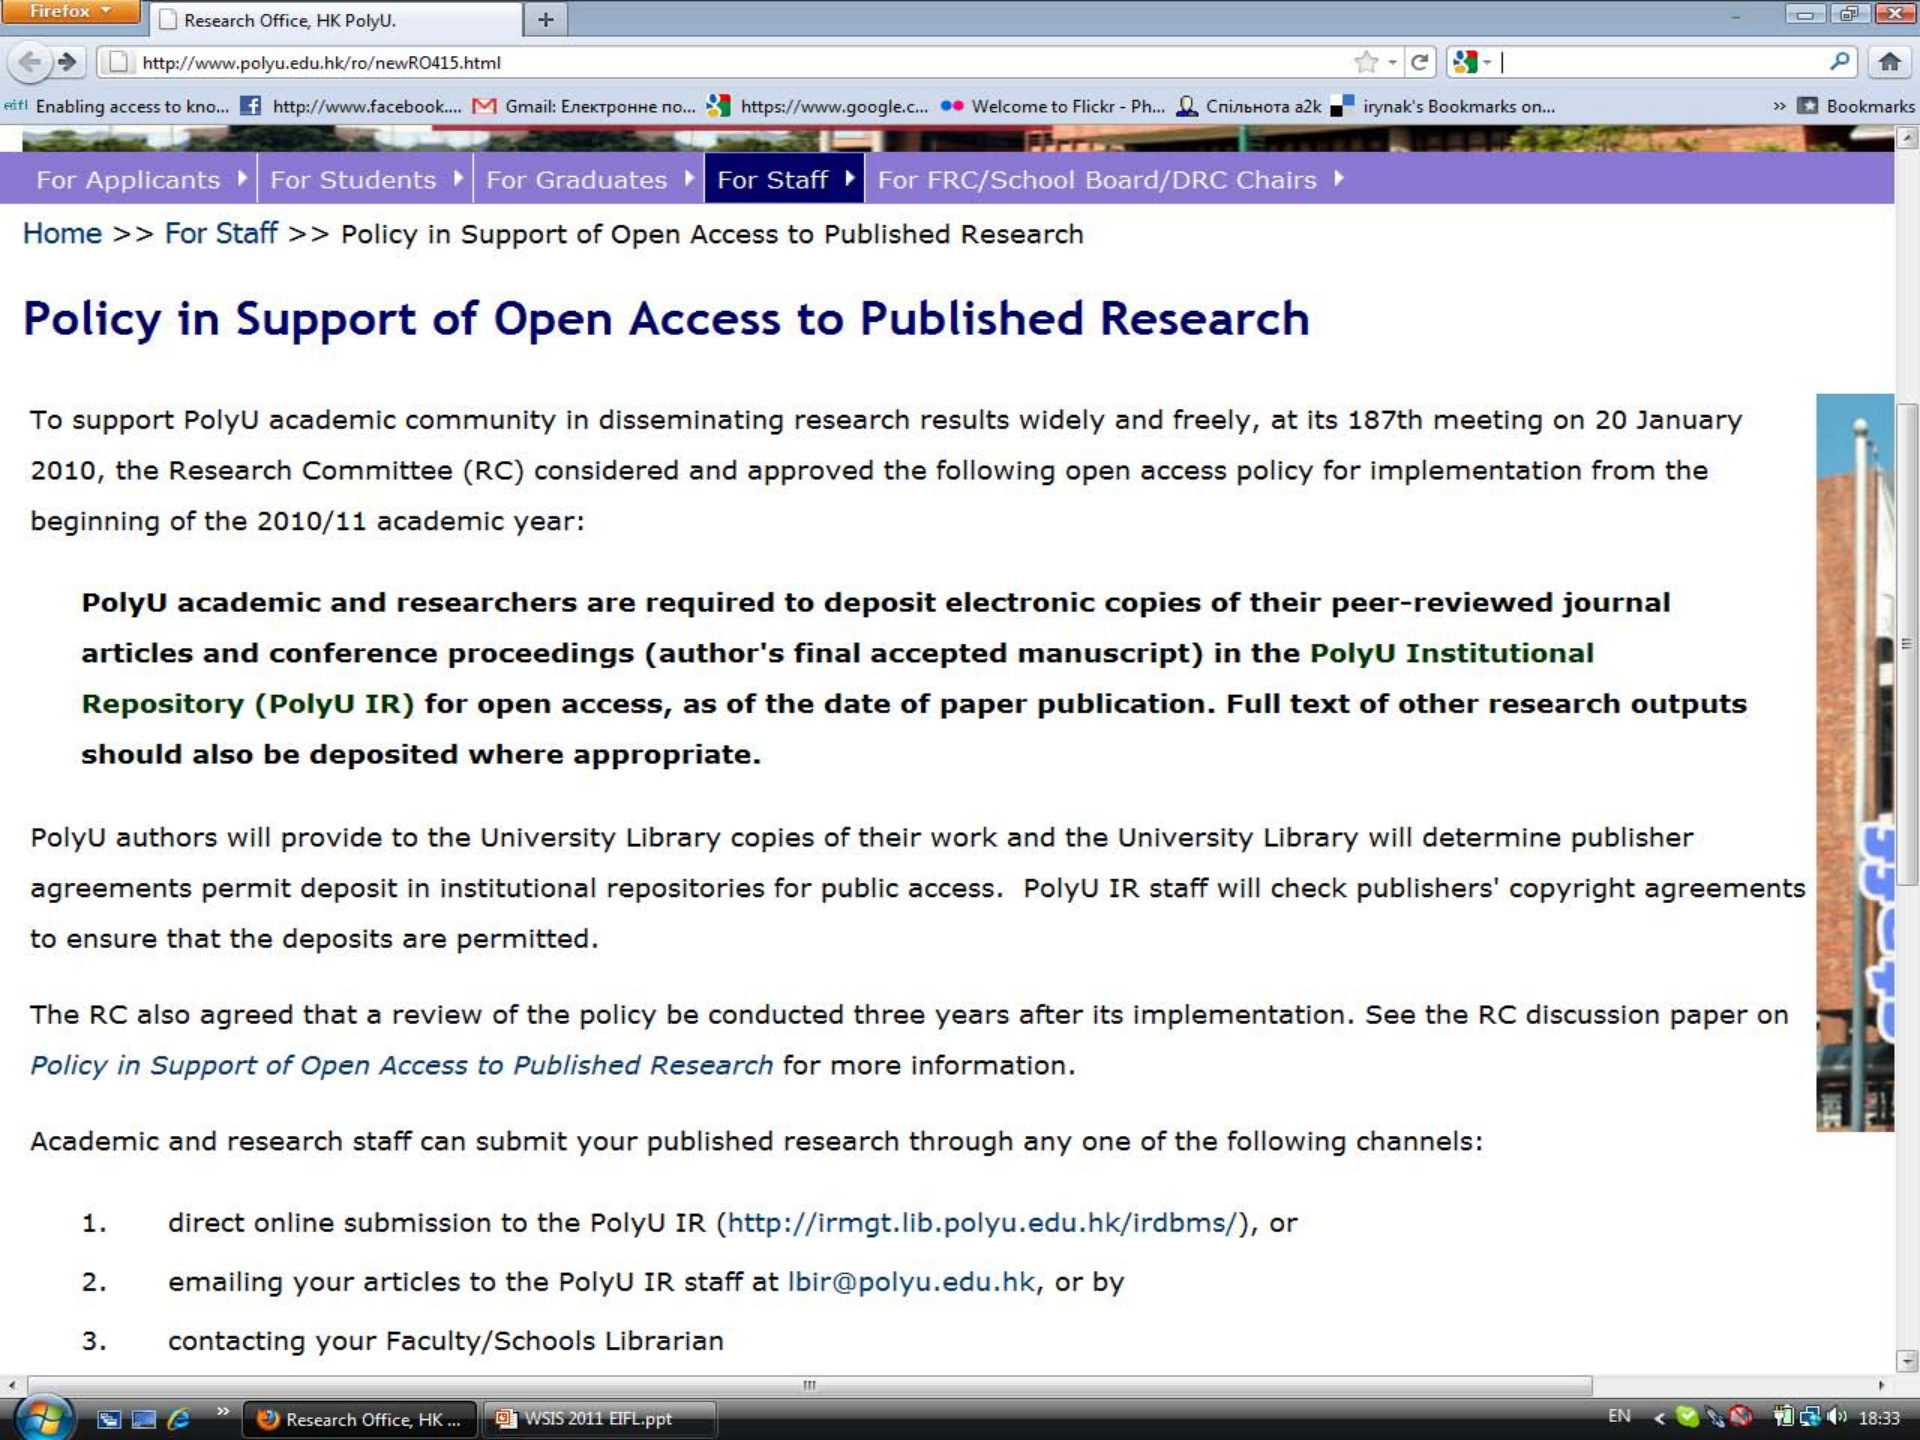 Firefox
Research Office, HK PolyU.
http://www.polyu.edu.hk/ro/newRO415.html
eifl Enabling access to kno... http://www.facebook.... Gmail: Електронне по... https://www.google.c... Welcome to Flickr - Ph... Спільнота a2k irynak's Bookmarks on... » Bookmarks
For Applicants For Students For Graduates For Staff For FRC/School Board/DRC Chairs
Home >> For Staff >> Policy in Support of Open Access to Published Research
Policy in Support of Open Access to Published Research
To support PolyU academic community in disseminating research results widely and freely, at its 187th meeting on 20 January
2010, the Research Committee (RC) considered and approved the following open access policy for implementation from the
beginning of the 2010/11 academic year:
PolyU academic and researchers are required to deposit electronic copies of their peer-reviewed journal
articles and conference proceedings (author's final accepted manuscript) in the PolyU Institutional
Repository (PolyU IR) for open access, as of the date of paper publication. Full text of other research outputs
should also be deposited where appropriate.
PolyU authors will provide to the University Library copies of their work and the University Library will determine publisher
agreements permit deposit in institutional repositories for public access. PolyU IR staff will check publishers' copyright agreements
to ensure that the deposits are permitted.
The RC also agreed that a review of the policy be conducted three years after its implementation. See the RC discussion paper on
Policy in Support of Open Access to Published Research for more information.
Academic and research staff can submit your published research through any one of the following channels:
1. direct online submission to the PolyU IR (http://irmgt.lib.polyu.edu.hk/irdbms/), or
2. emailing your articles to the PolyU IR staff at lbir@polyu.edu.hk, or by
3. contacting your Faculty/Schools Librarian
» Research Office, HK ... WSIS 2011 EIFL.ppt EN < 18:33